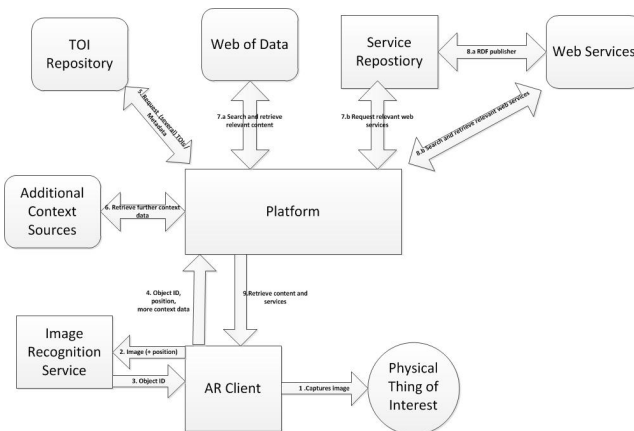 TOI
Repository
Web of Data
Service
Repostiory
8.a RDF publisher
Web Services
5.Request (several) TOIs /
Metadata
7.a Search and retrieve
relevant content
7.b Request relevant web
services
8.b Search and retrieve relevant web services
Additional
Context
Sources
6. Retrieve further context
data
Platform
4. Object ID,
position,
more context data
9.Retrieve content and
services
Image
Recognition
Service
2. Image (+ position)
3. Object ID
AR Client
1 .Captures image
Physical
Thing of
Interest